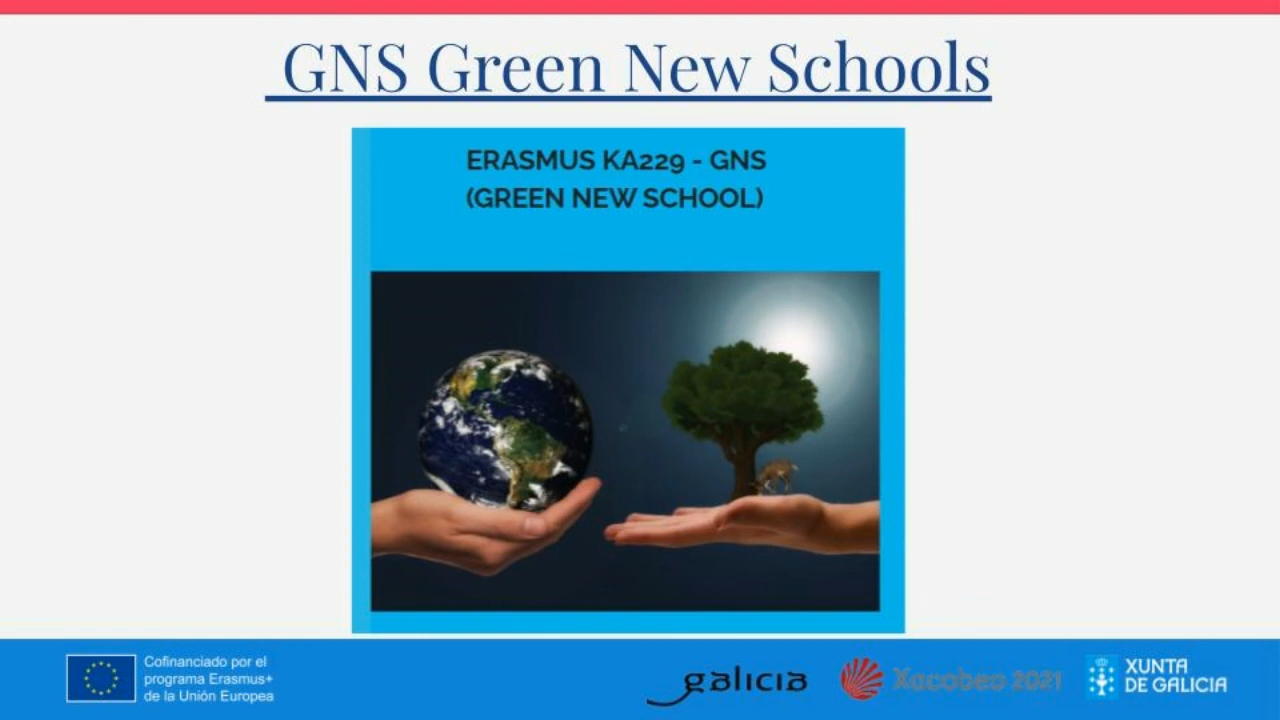 GNS Green New Schools
ERASMUS KA229 - GNS
(GREEN NEW SCHOOL)
Cofinanciado por el
programa Erasmus+
de la Unión Europea
galicia
Xacobeo 2021
XUNTA
DE GALICIA